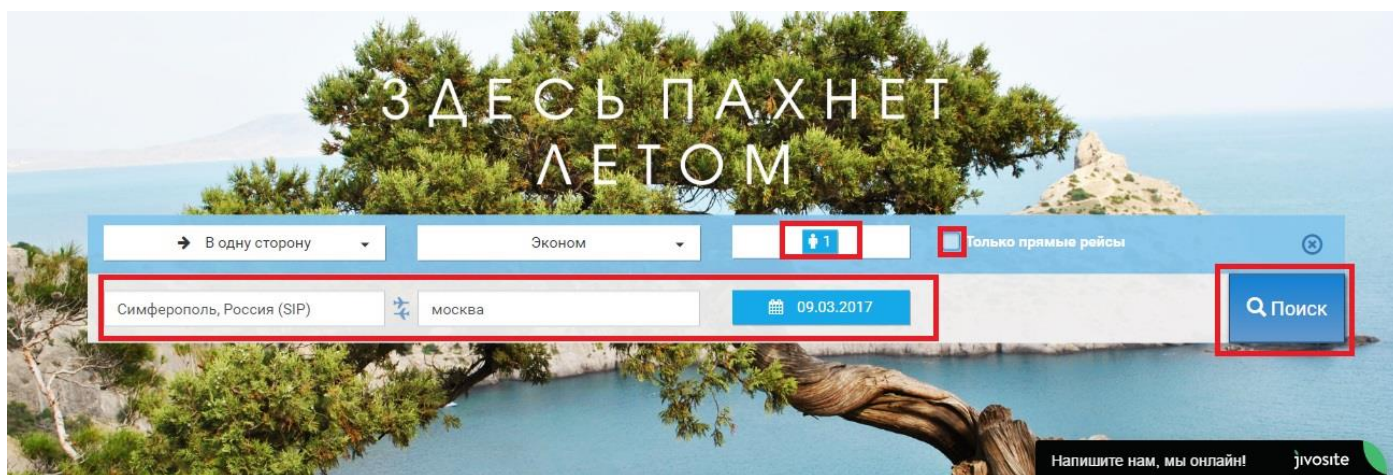 ЗДЕСЬ ПАХНЕТ
ЛЕТОМ
В одну сторону Эконом 1 Только прямые рейсы
Симферополь, Россия (SIP) москва 09.03.2017 Поиск
Напишите нам, мы онлайн! jivosite